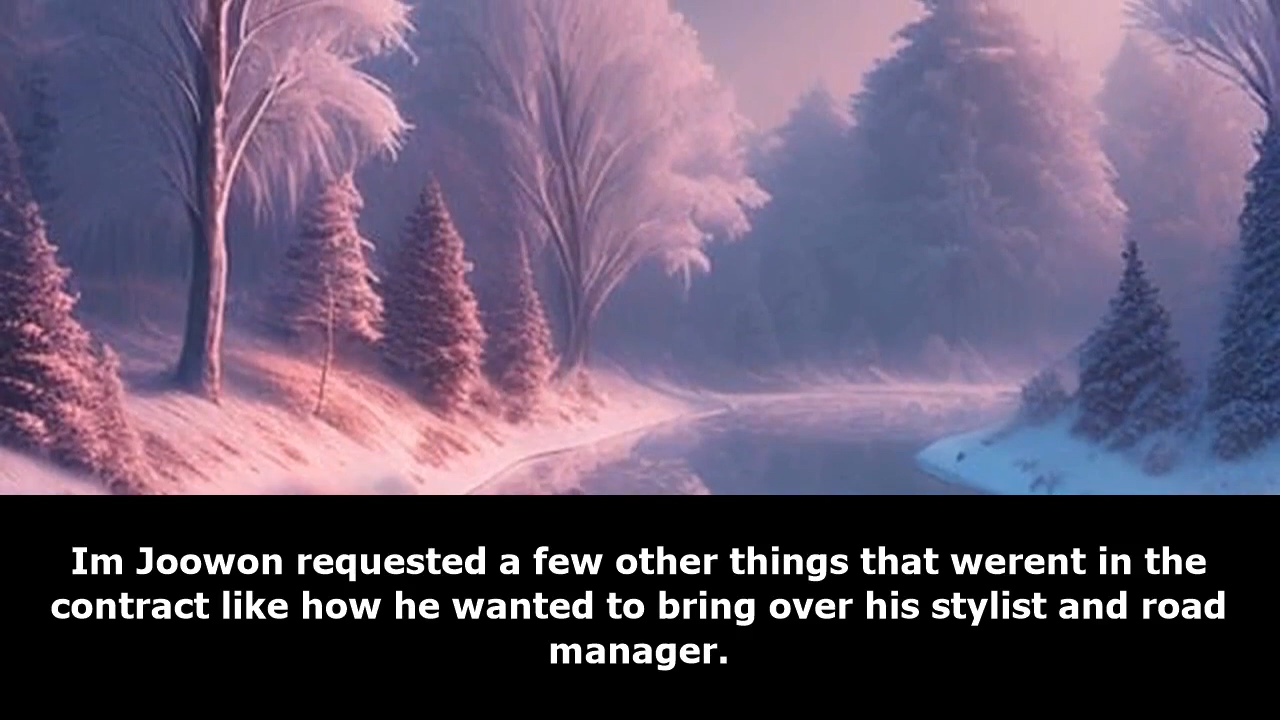 Im Joowon requested a few other things that werent in the
contract like how he wanted to bring over his stylist and road
manager.